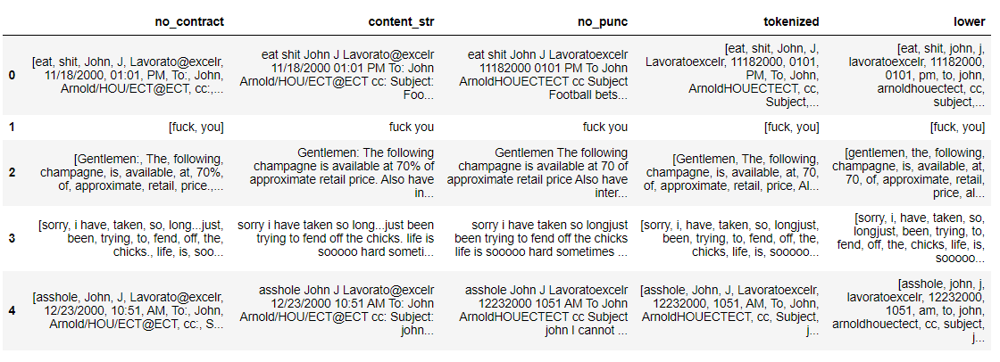 no_contract content_str no_punc tokenized lower
0
[eat, shit, John, J, Lavorato@excelr,
11/18/2000, 01:01, PM, To:, John,
Arnold/HOU/ECT@ECT, cc:,...
eat shit John J Lavorato@excelr
11/18/2000 01:01 PM To: John
Arnold/HOU/ECT@ECT cc: Subject:
Foo...
eat shit John J Lavoratoexcelr
11182000 0101 PM To John
ArnoldHOUECTECT cc Subject
Football bets...
[eat, shit, John, J,
Lavoratoexcelr, 11182000, 0101,
PM, To, John,
ArnoldHOUECTECT, cc,
Subject,...
[eat, shit, john, j,
lavoratoexcelr, 11182000,
0101, pm, to, john,
arnoldhouectect, cc,
subject,...
1
[fuck, you]
fuck you
fuck you
[fuck, you]
[fuck, you]
2
[Gentlemen:, The, following,
champagne, is, available, at, 70%,
of, approximate, retail, price.,...
Gentlemen: The following
champagne is available at 70% of
approximate retail price. Also have
in...
Gentlemen The following
champagne is available at 70 of
approximate retail price Also have
inter...
[Gentlemen, The, following,
champagne, is, available, at, 70,
of, approximate, retail, price, Al...
[gentlemen, the, following,
champagne, is, available, at,
70, of, approximate, retail,
price, al...
3
[sorry, i have, taken, so, long...just,
been, trying, to, fend, off, the,
chicks., life, is, soo...
sorry i have taken so long...just been
trying to fend off the chicks. life is
sooooo hard someti...
sorry i have taken so longjust
been trying to fend off the chicks
life is sooooo hard sometimes ...
[sorry, i, have, taken, so, longjust,
been, trying, to, fend, off, the,
chicks, life, is, sooooo...
[sorry, i, have, taken, so,
longjust, been, trying, to,
fend, off, the, chicks, life, is,
sooooo...
4
[asshole, John, J, Lavorato@excelr,
12/23/2000, 10:51, AM, To:, John,
Arnold/HOU/ECT@ECT, cc:, S...
asshole John J Lavorato@excelr
12/23/2000 10:51 AM To: John
Arnold/HOU/ECT@ECT cc: Subject:
john...
asshole John J Lavoratoexcelr
12232000 1051 AM To John
ArnoldHOUECTECT cc Subject
john I cannot ...
[asshole, John, J, Lavoratoexcelr,
12232000, 1051, AM, To, John,
ArnoldHOUECTECT, cc, Subject,
j...
[asshole, john, j,
lavoratoexcelr, 12232000,
1051, am, to, john,
arnoldhouectect, cc, subject,
j...